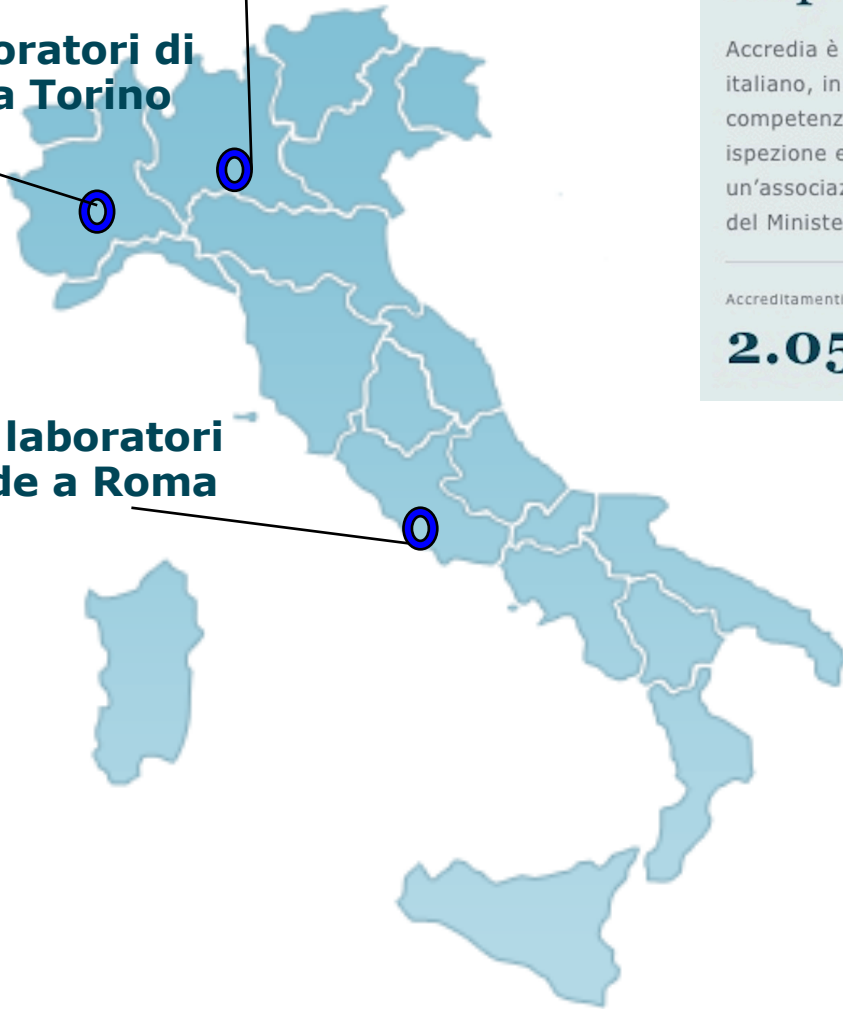 oratori di
a Torino
laboratori
de a Roma
Accredia è
italiano, in
competenz
ispezione e
un'associaz
del Ministe
Accreditamenti
2.05